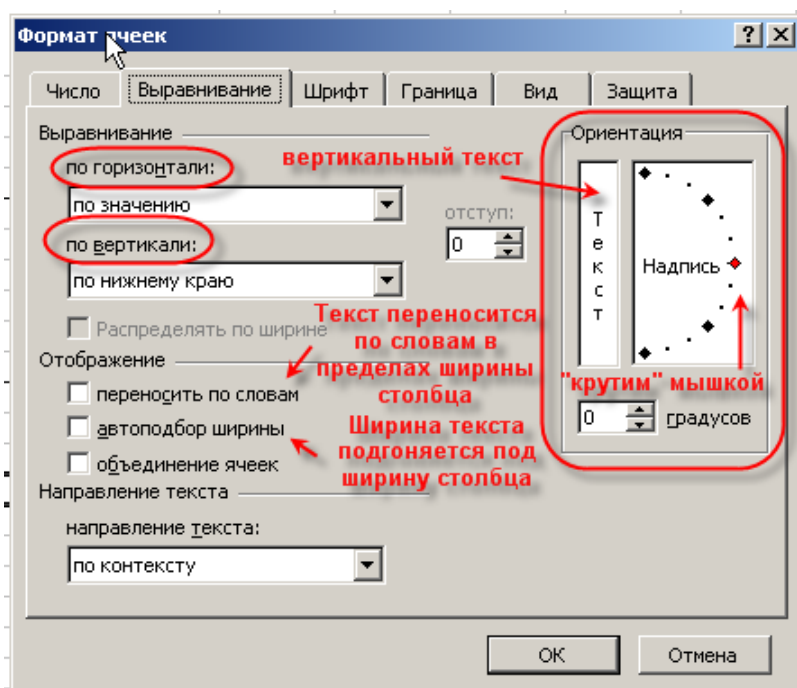 Формат ячеек
Число Выравнивание Шрифт Граница Вид Защита
Выравнивание
по горизонтали:
по значению
отступ:
0
по вертикали:
по нижнему краю
Распределять по ширине
Отображение
переносить по словам
автоподбор ширины
объединение ячеек
Направление текста
направление текста:
по контексту
вертикальный текст
Текст переносится
по словам в
пределах ширины
столбца
Ширина текста
подгоняется под
ширину столбца
Ориентация
Текст
Надпись
"крутим" мышкой
0 градусов
ОК Отмена